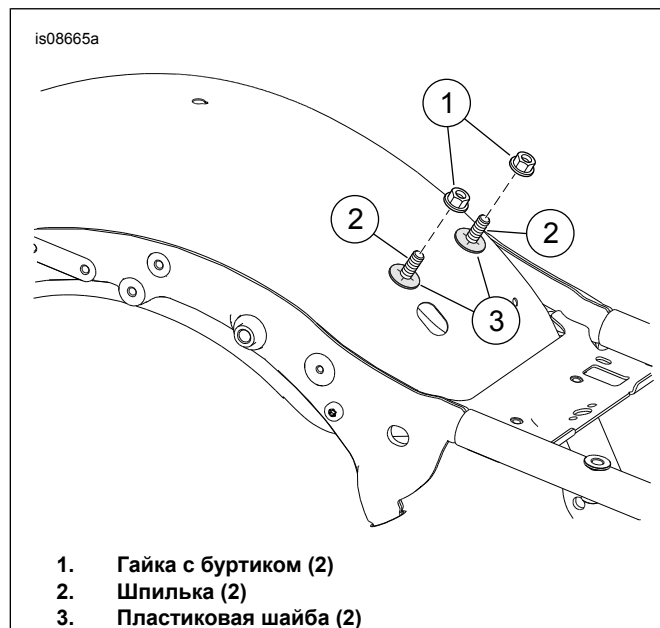 is08665a
1
2
2
3
1. Гайка с буртиком (2)
2. Шпилька (2)
3. Пластиковая шайба (2)